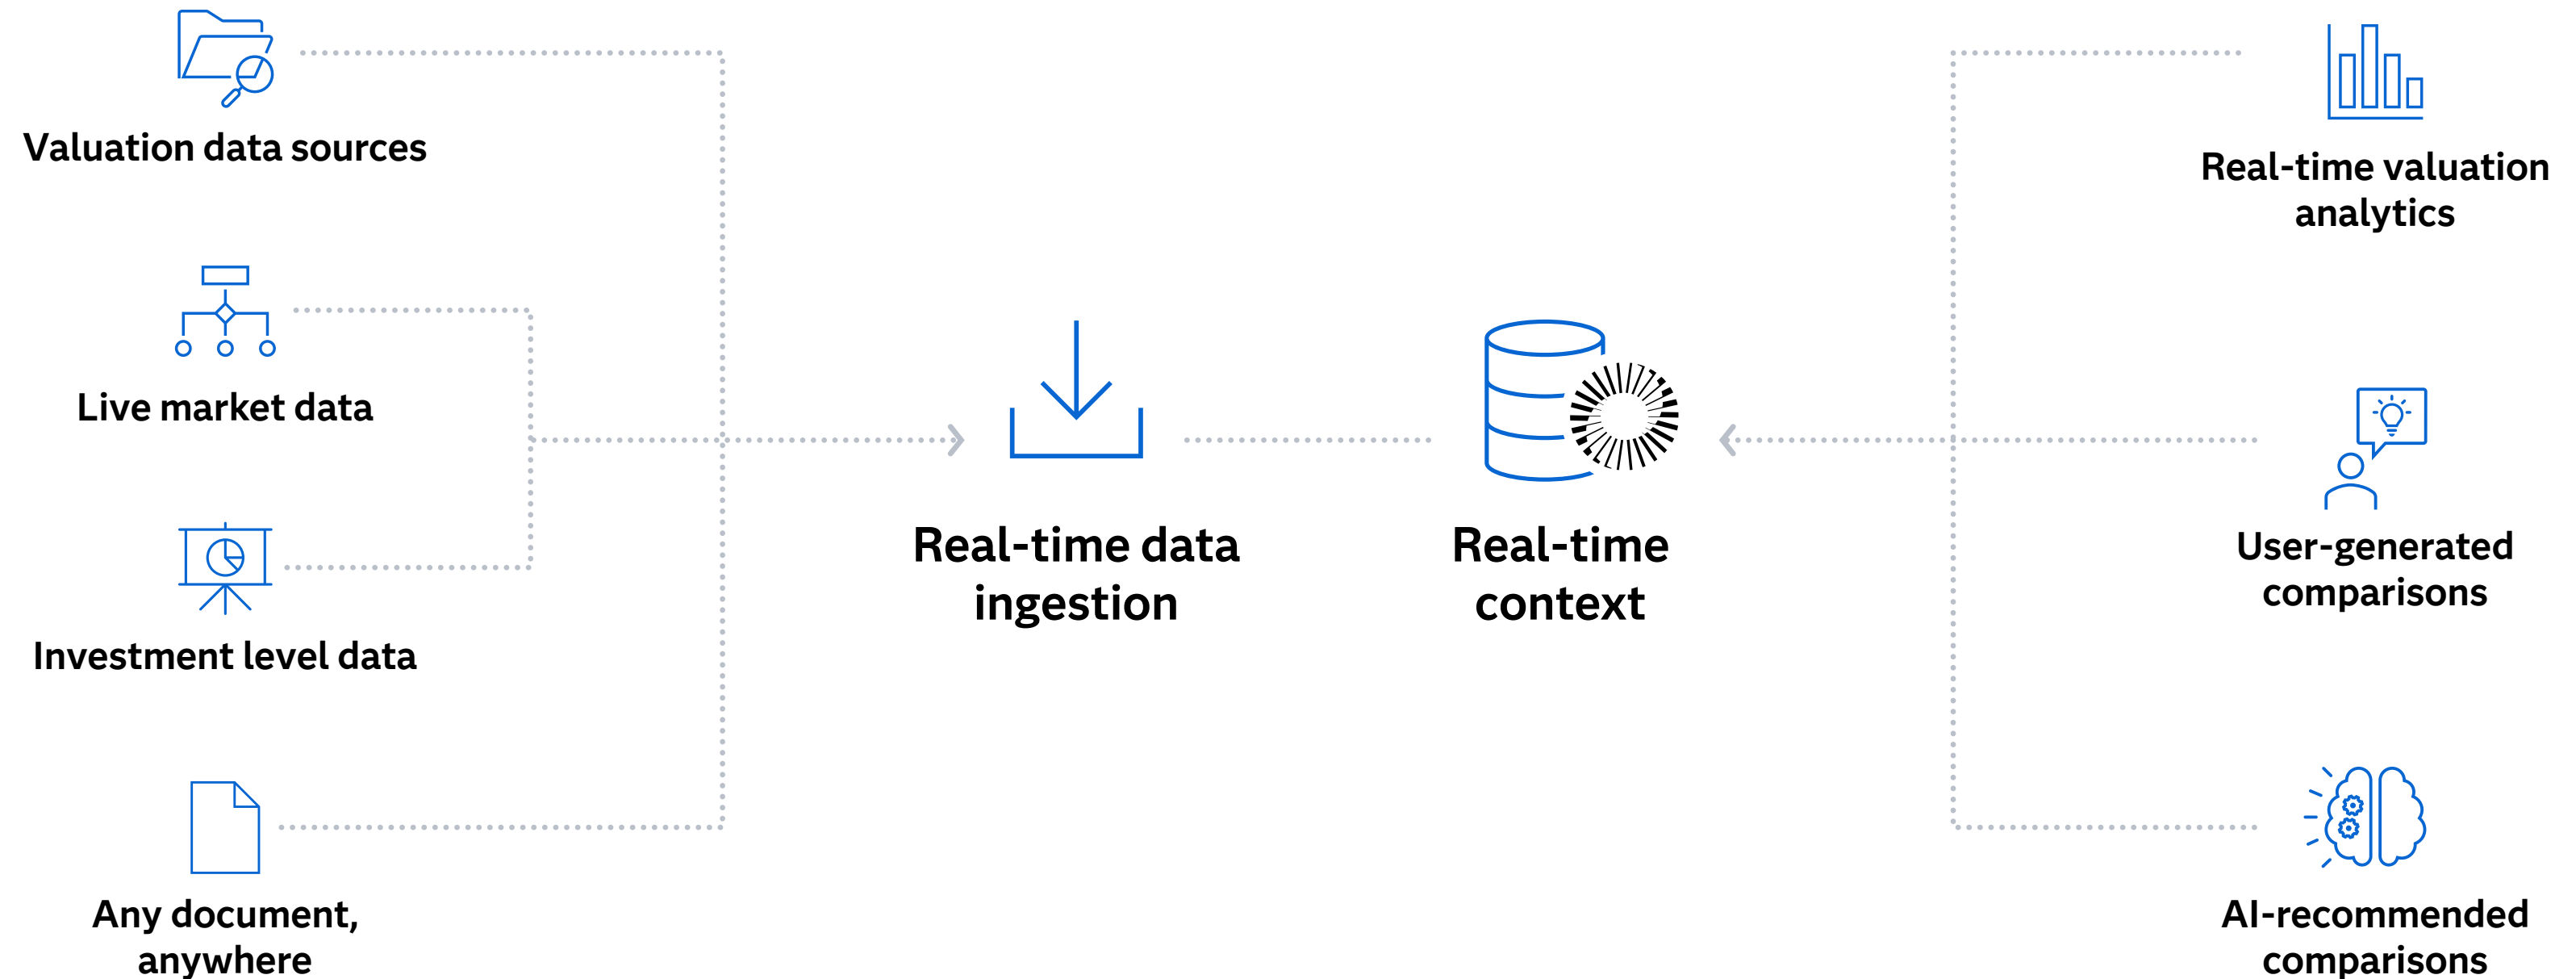 Valuation data sources
Live market data
Investment level data
Any document,
anywhere
Real-time data
ingestion
Real-time
context
Real-time valuation
analytics
User-generated
comparisons
AI-recommended
comparisons